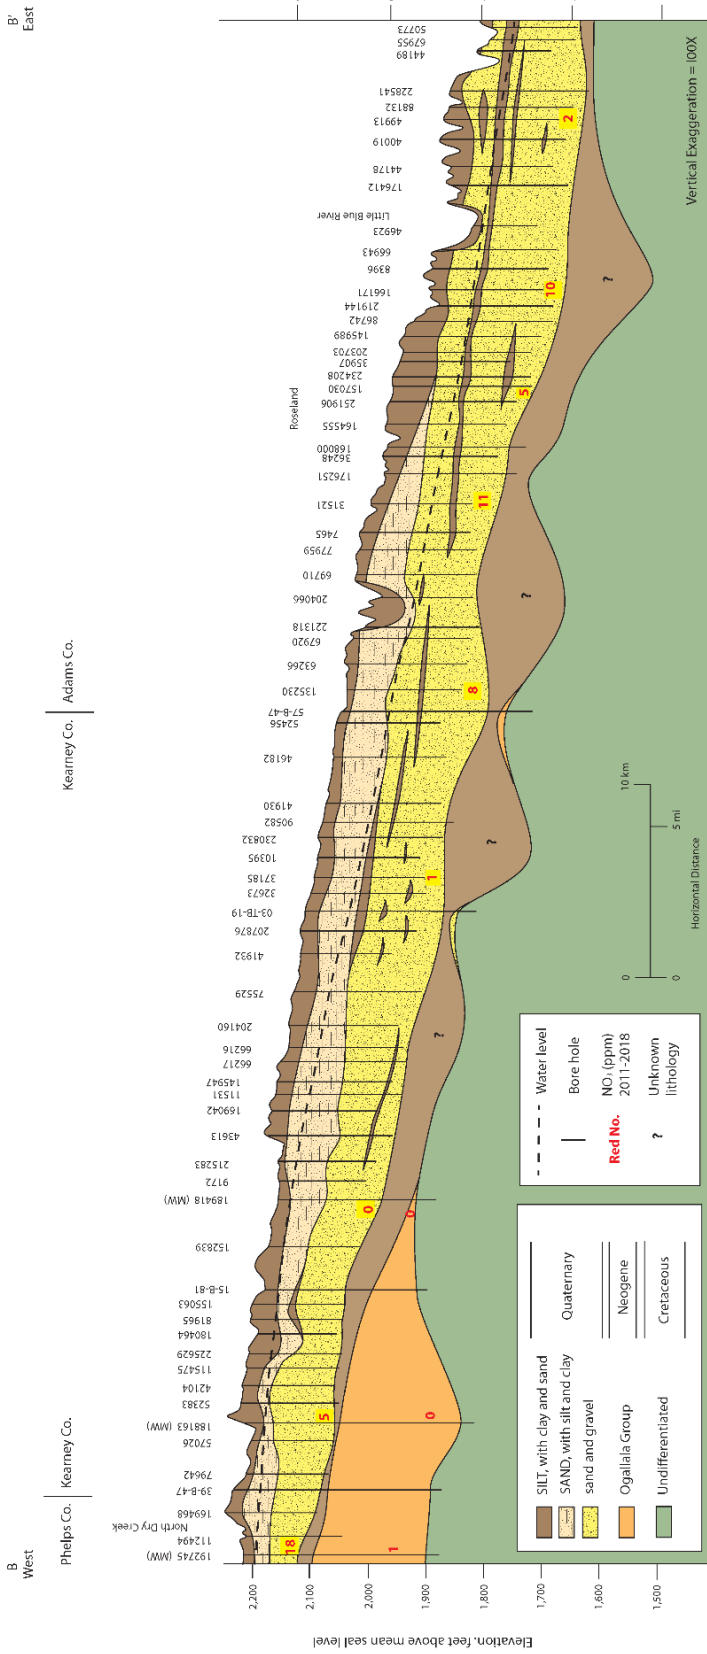 B
West
B'
East
Phelps Co.
Kearney Co.
Kearney Co.
Adams Co.
North Dry Creek
Roseland
Little Blue River
192745 (MW)
112494
169468
39-B-47
79642
57026
188163 (MW)
52383
42104
115475
225629
180464
81965
155063
15-B-81
152839
189418 (MW)
9172
215283
43613
169042
11531
145947
66217
66216
204160
75529
41932
207876
03-TB-19
32673
37185
10395
230832
90582
41930
46182
52456
57-B-47
135230
63266
67920
221318
204066
69710
77959
7465
31521
176251
36248
168000
164555
251906
157030
234208
35907
203703
145989
86742
219144
166171
8396
66943
46923
176412
44178
40019
49913
88132
228541
44189
67955
50773
2,200
2,100
2,000
1,900
1,800
1,700
1,600
1,500
Elevation. feet above mean seal level
18
1
5
0
0
0
1
8
11
5
10
2
?
?
?
?
SILT, with clay and sand
SAND, with silt and clay
sand and gravel
Ogallala Group
Undifferentiated
Quaternary
Neogene
Cretaceous
Water level
Bore hole
Red No.
NO₃ (ppm)
2011-2018
?
Unknown
lithology
0
10 km
0
5 mi
Horizontal Distance
Vertical Exaggeration = 100X